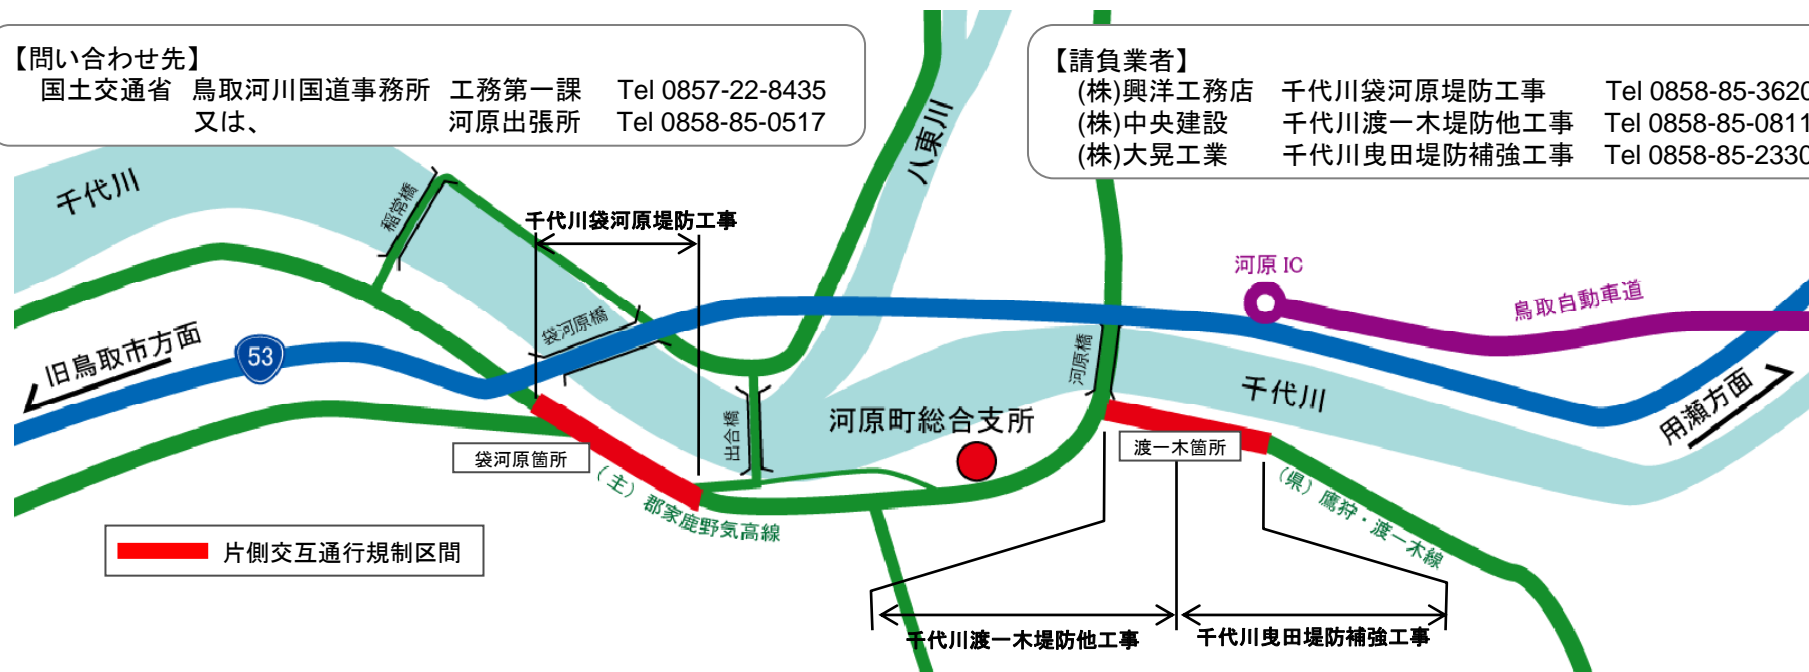 【問い合わせ先】
国土交通省 鳥取河川国道事務所 工務第一課 Tel 0857-22-8435
又は、 河原出張所 Tel 0858-85-0517
【請負業者】
(株)興洋工務店 千代川袋河原堤防工事 Tel 0858-85-3620
(株)中央建設 千代川渡一木堤防他工事 Tel 0858-85-0811
(株)大晃工業 千代川曳田堤防補強工事 Tel 0858-85-2330
千代川
稲常橋
千代川袋河原堤防工事
八東川
河原 IC
鳥取自動車道
旧鳥取市方面
53
袋河原橋
河原橋
千代川
用瀬方面
出合橋
河原町総合支所
袋河原箇所
渡一木箇所
(主)郡家鹿野気高線
(県)鷹狩・渡一木線
片側交互通行規制区間
千代川渡一木堤防他工事
千代川曳田堤防補強工事